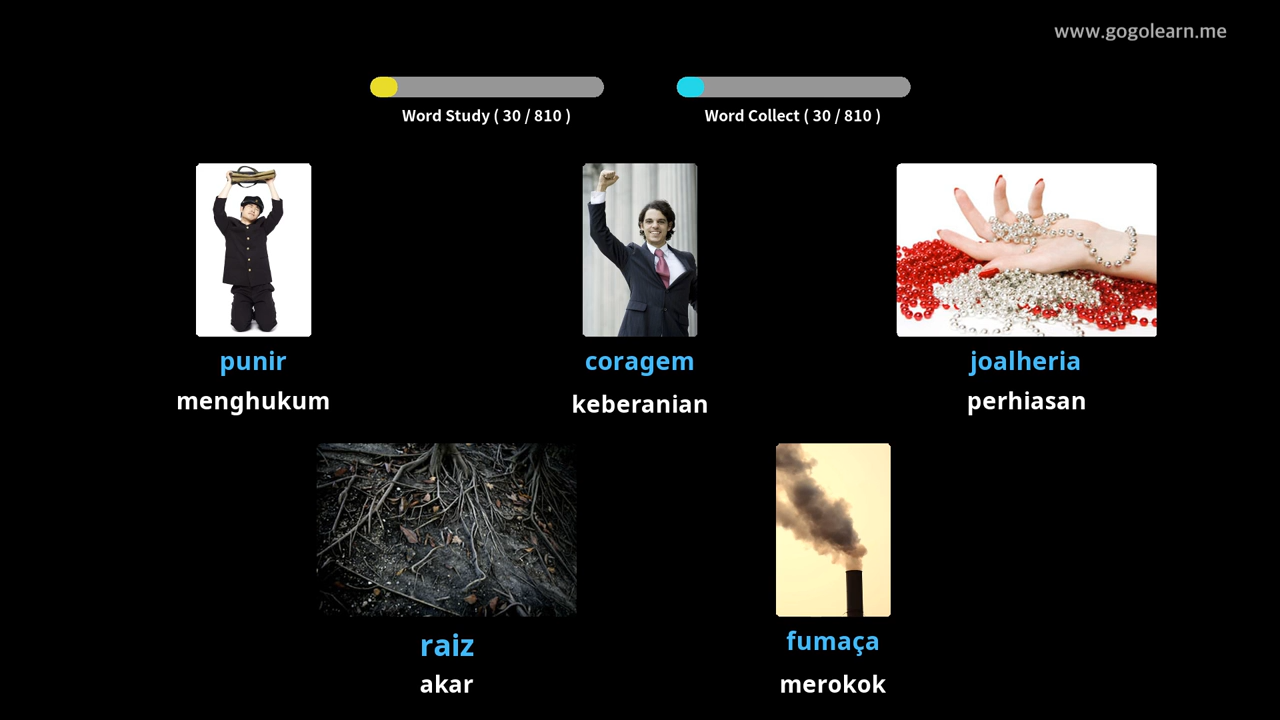 www.gogolearn.me
Word Study ( 30 / 810 )
Word Collect ( 30 / 810 )
punir
menghukum
coragem
keberanian
joalheria
perhiasan
raiz
akar
fumaça
merokok